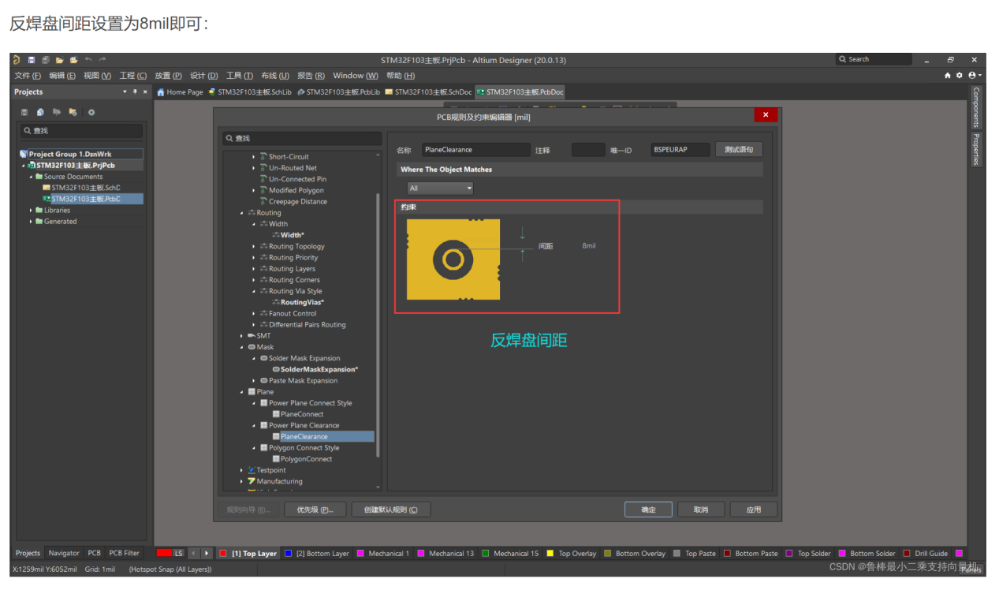 反焊盘间距设置为8mil即可：
STM32F103主板.PrjPcb - Altium Designer (20.0.13)
Search
文件 (F) 编辑 (E) 视图 (V) 工程 (C) 放置 (P) 设计 (D) 工具 (T) 布线 (U) 报告 (R) Window (W) 帮助 (H)
Projects
Home Page STM32F103主板.SchLib STM32F103主板.PcbLib STM32F103主板.SchDoc STM32F103主板.PcbDoc
Components
Properties
查找
Project Group 1.DsnWrk
STM32F103主板.PrjPcb
Source Documents
STM32F103主板.SchD
STM32F103主板.PcbD
Libraries
Generated
PCB规则及约束编辑器 [mil]
查找
Short-Circuit
Un-Routed Net
Un-Connected Pin
Modified Polygon
Creepage Distance
Routing
Width
Width*
Routing Topology
Routing Priority
Routing Layers
Routing Corners
Routing Via Style
RoutingVias*
Fanout Control
Differential Pairs Routing
SMT
Mask
Solder Mask Expansion
SolderMaskExpansion*
Paste Mask Expansion
Plane
Power Plane Connect Style
PlaneConnect
Power Plane Clearance
PlaneClearance
Polygon Connect Style
PolygonConnect
Testpoint
Manufacturing
名称 PlaneClearance 注释 唯一ID BSPEURAP 测试语句
Where The Object Matches
All
约束
间距 8mil
反焊盘间距
规则向导 (R)... 优先级 (P)... 创建默认规则 (C) 确定 取消 应用
Projects Navigator PCB PCB Filter LS [1] Top Layer [2] Bottom Layer Mechanical 1 Mechanical 13 Mechanical 15 Top Overlay Bottom Overlay Top Paste Bottom Paste Top Solder Bottom Solder Drill Guide
X:1259mil Y:6052mil Grid: 1mil (Hotspot Snap (All Layers))
Panels
CSDN @鲁棒最小二乘支持向量机